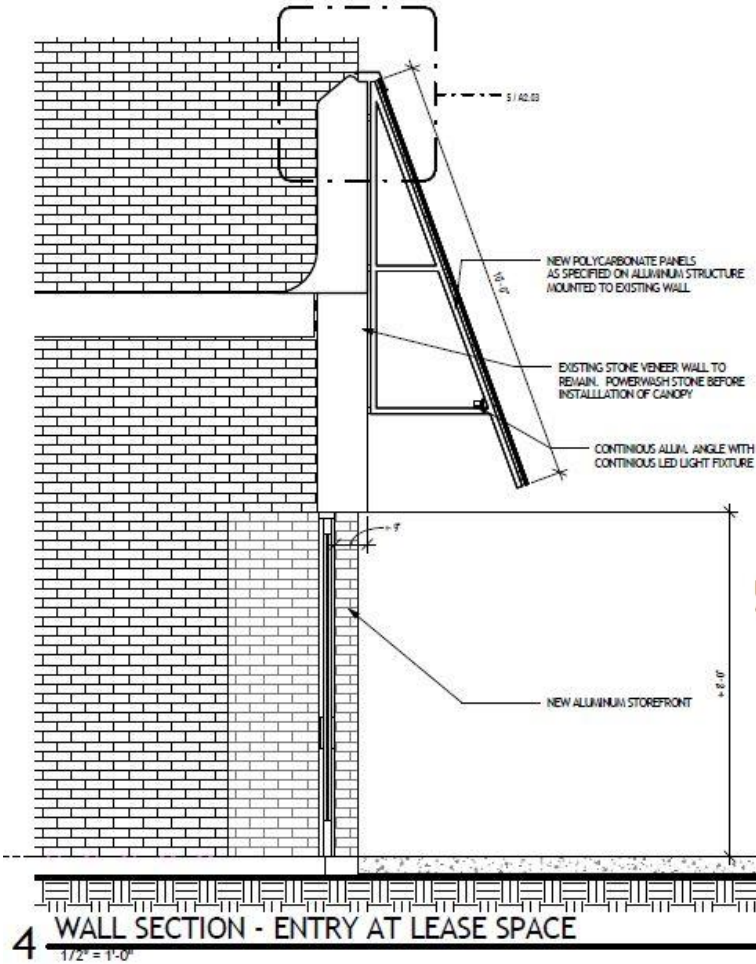 5 / A2.03
NEW POLYCARBONATE PANELS
AS SPECIFIED ON ALUMINUM STRUCTURE
MOUNTED TO EXISTING WALL
10'-0"
EXISTING STONE VENEER WALL TO
REMAIN. POWERWASH STONE BEFORE
INSTALLLATION OF CANOPY
CONTINIOUS ALUM. ANGLE WITH
CONTINIOUS LED LIGHT FIXTURE
± 9"
NEW ALUMINUM STOREFRONT
± 8'-0"
4 WALL SECTION - ENTRY AT LEASE SPACE
1/2" = 1'-0"